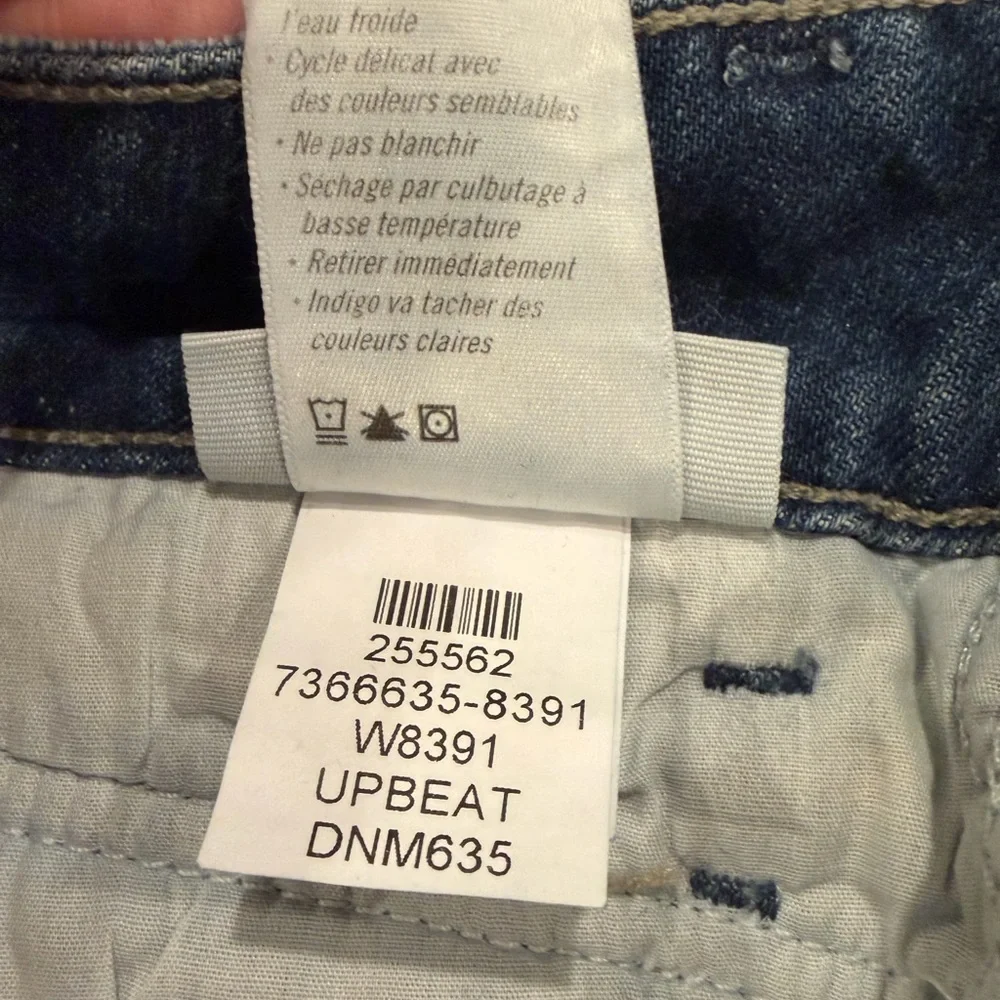 l'eau froide
• Cycle délicat avec
des couleurs semblables
• Ne pas blanchir
• Séchage par culbutage à
basse température
• Retirer immédiatement
• Indigo va tacher des
couleurs claires
255562
7366635-8391
W8391
UPBEAT
DNM635